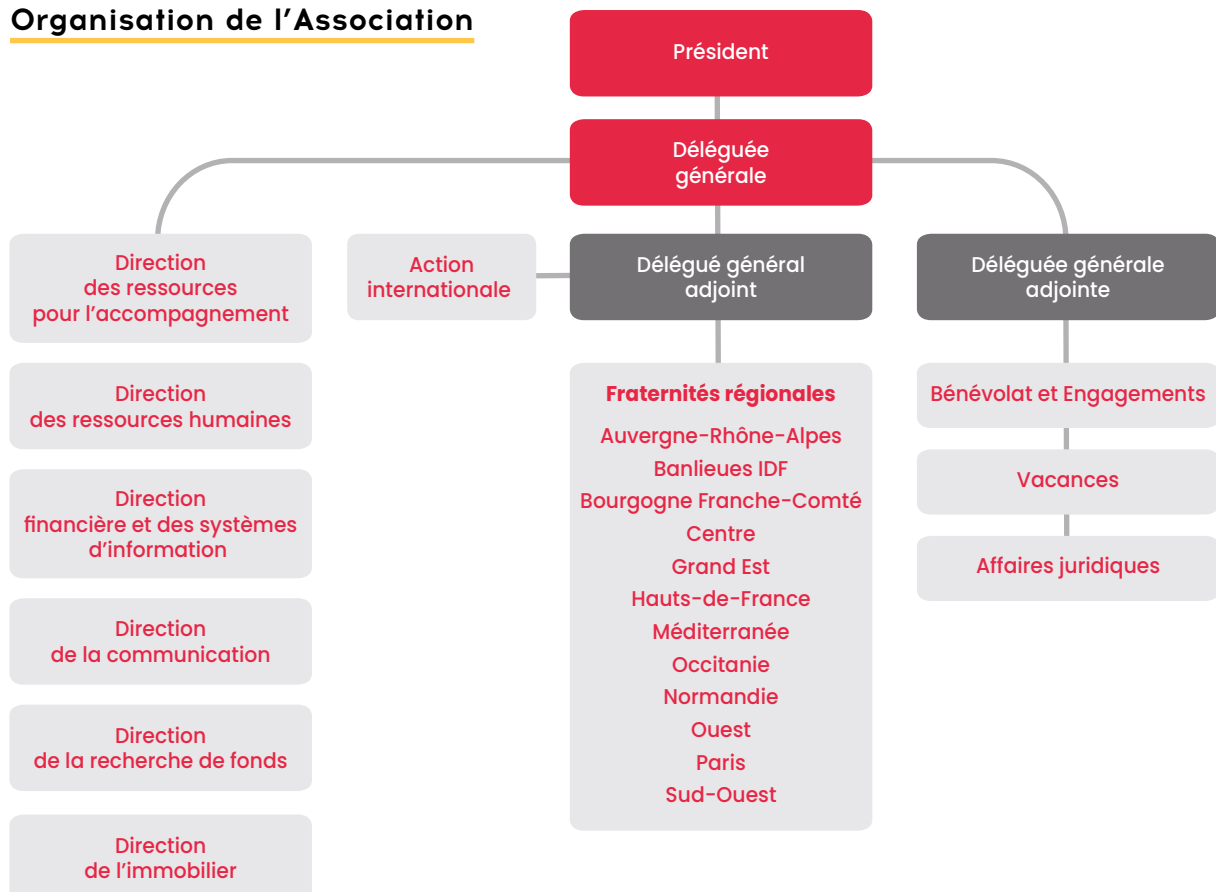 Organisation de l’Association
Président
Déléguée
générale
Direction
des ressources
pour l’accompagnement
Action
internationale
Délégué général
adjoint
Déléguée générale
adjointe
Direction
des ressources humaines
Direction
financière et des systèmes
d’information
Direction
de la communication
Direction
de la recherche de fonds
Direction
de l’immobilier
Fraternités régionales
Auvergne-Rhône-Alpes
Banlieues IDF
Bourgogne Franche-Comté
Centre
Grand Est
Hauts-de-France
Méditerranée
Occitanie
Normandie
Ouest
Paris
Sud-Ouest
Bénévolat et Engagements
Vacances
Affaires juridiques